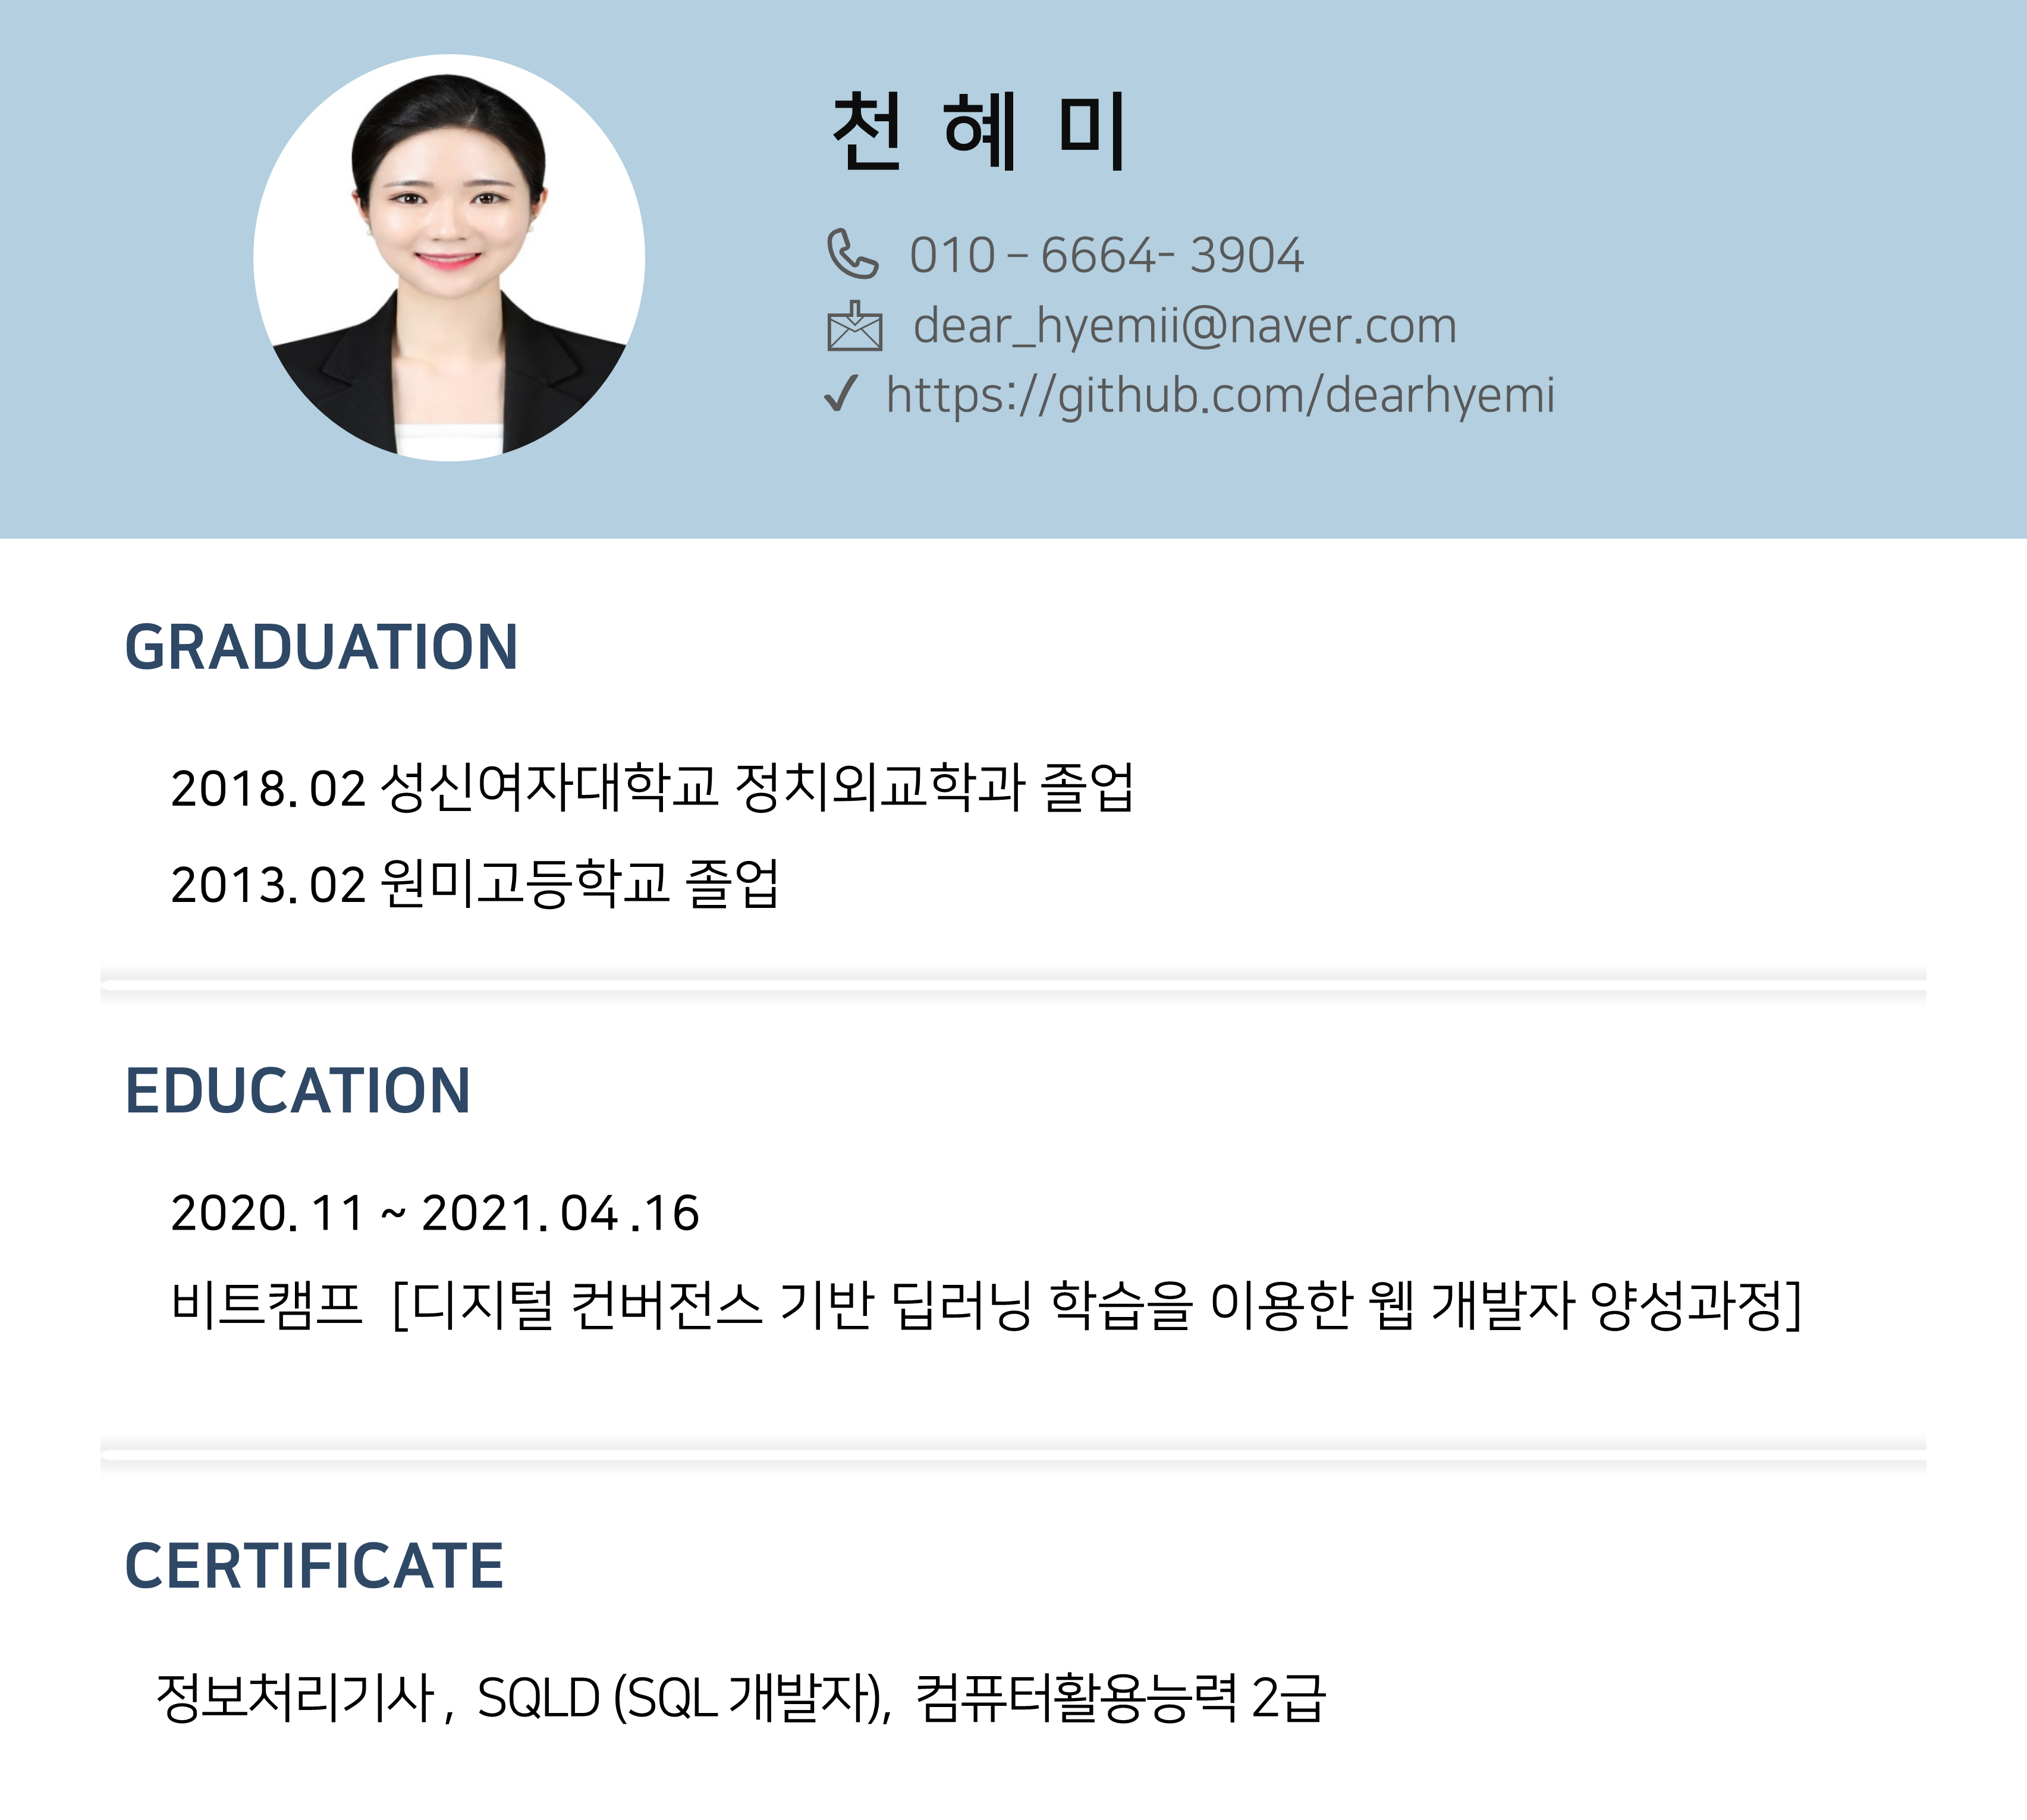 천 혜 미
010 – 6664- 3904
dear_hyemii@naver.com
✔ https://github.com/dearhyemi
GRADUATION
2018. 02 성신여자대학교 정치외교학과 졸업
2013. 02 원미고등학교 졸업
EDUCATION
2020. 11 ~ 2021. 04 .16
비트캠프 [디지털 컨버전스 기반 딥러닝 학습을 이용한 웹 개발자 양성과정]
CERTIFICATE
정보처리기사 , SQLD (SQL 개발자), 컴퓨터활용능력 2급